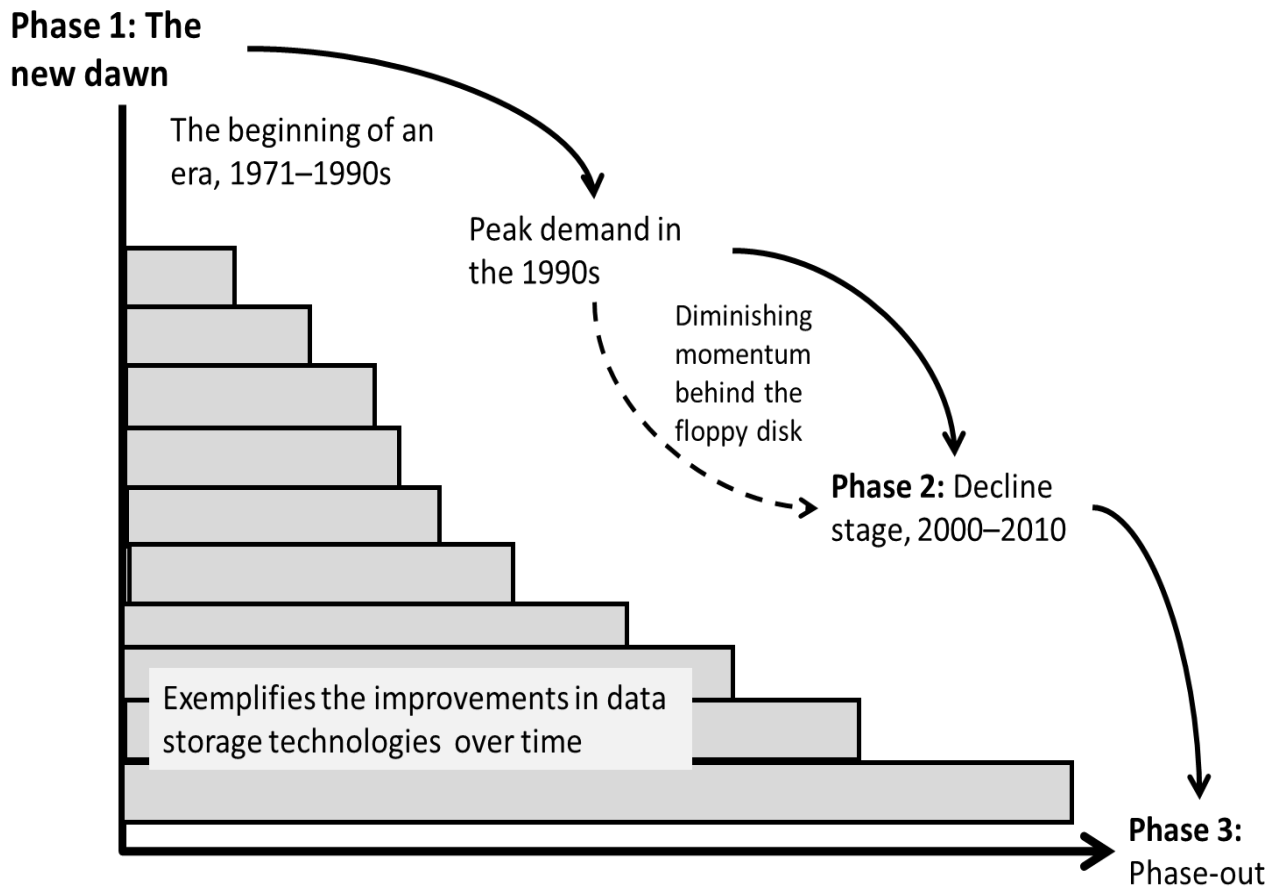 Phase 1: The
new dawn
The beginning of an
era, 1971–1990s
Peak demand in
the 1990s
Diminishing
momentum
behind the
floppy disk
Phase 2: Decline
stage, 2000–2010
Exemplifies the improvements in data
storage technologies over time
Phase 3:
Phase-out